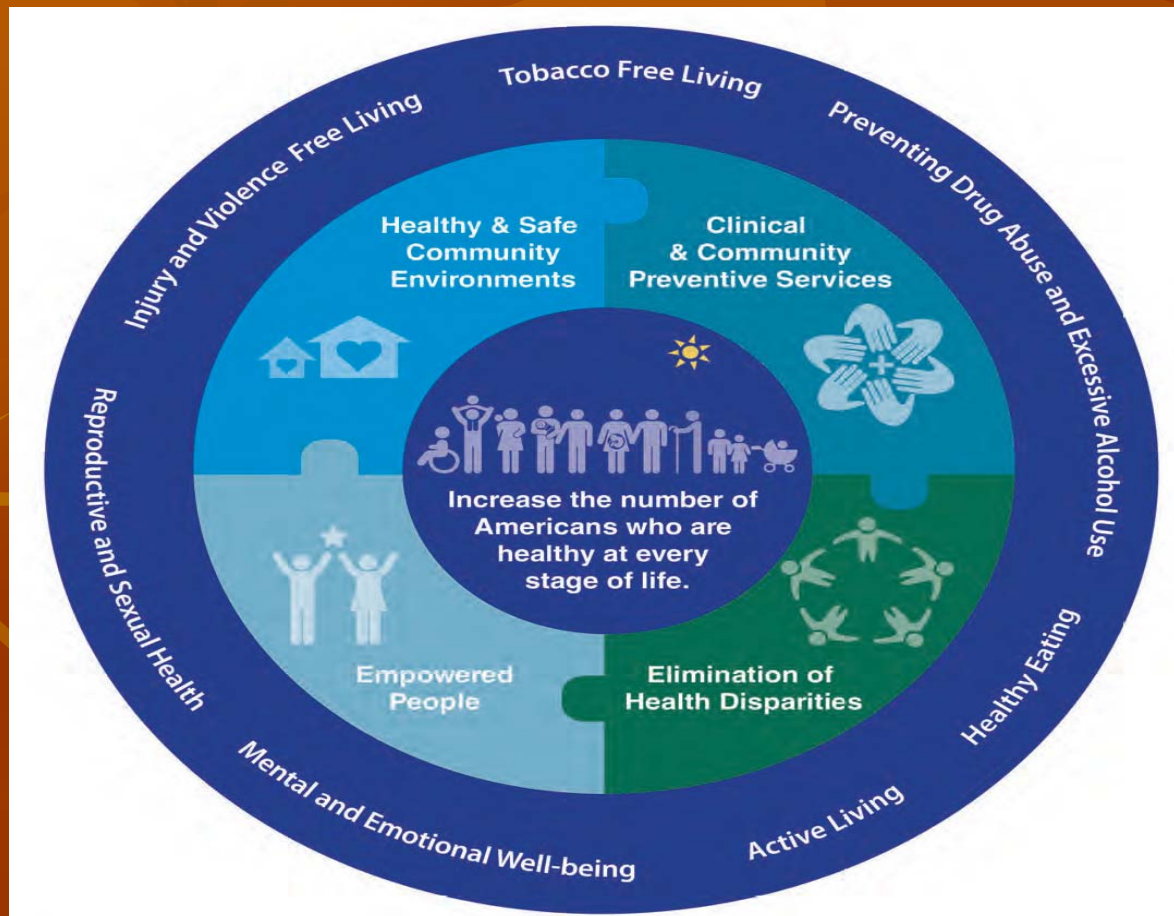 Tobacco Free Living
Preventing Drug Abuse and Excessive Alcohol Use
Healthy Eating
Active Living
Mental and Emotional Well-being
Reproductive and Sexual Health
Injury and Violence Free Living
Healthy & Safe
Community
Environments
Clinical
& Community
Preventive Services
Increase the number of
Americans who are
healthy at every
stage of life.
Empowered
People
Elimination of
Health Disparities